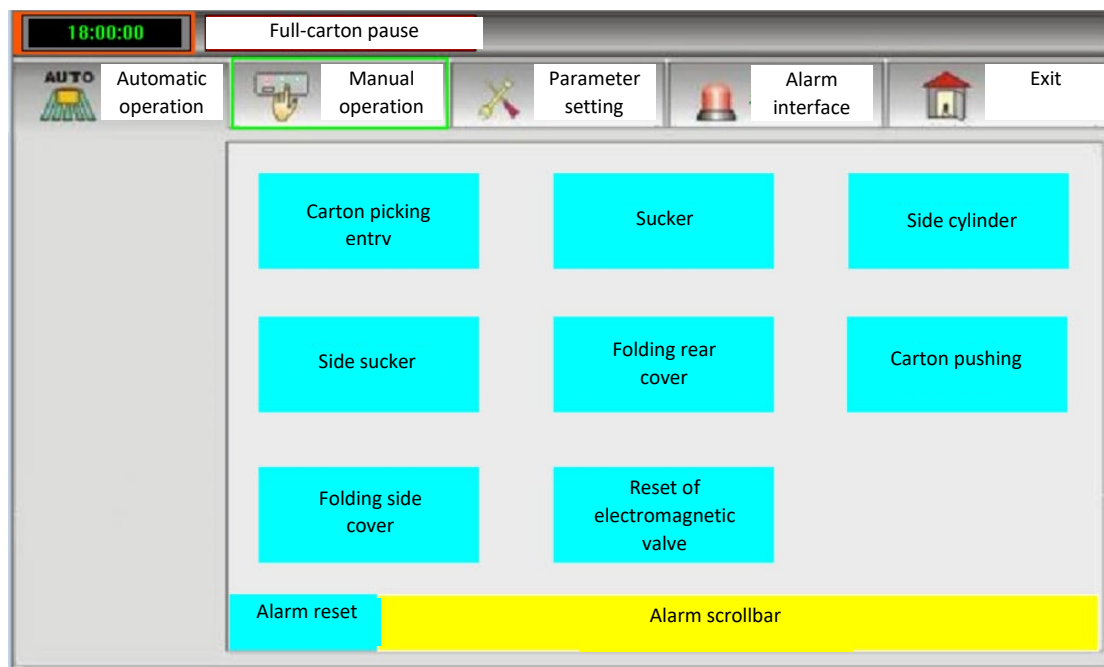 18:00:00
Full-carton pause
AUTO
Automatic
operation
Manual
operation
Parameter
setting
Alarm
interface
Exit
Carton picking
entry
Sucker
Side cylinder
Side sucker
Folding rear
cover
Carton pushing
Folding side
cover
Reset of
electromagnetic
valve
Alarm reset
Alarm scrollbar